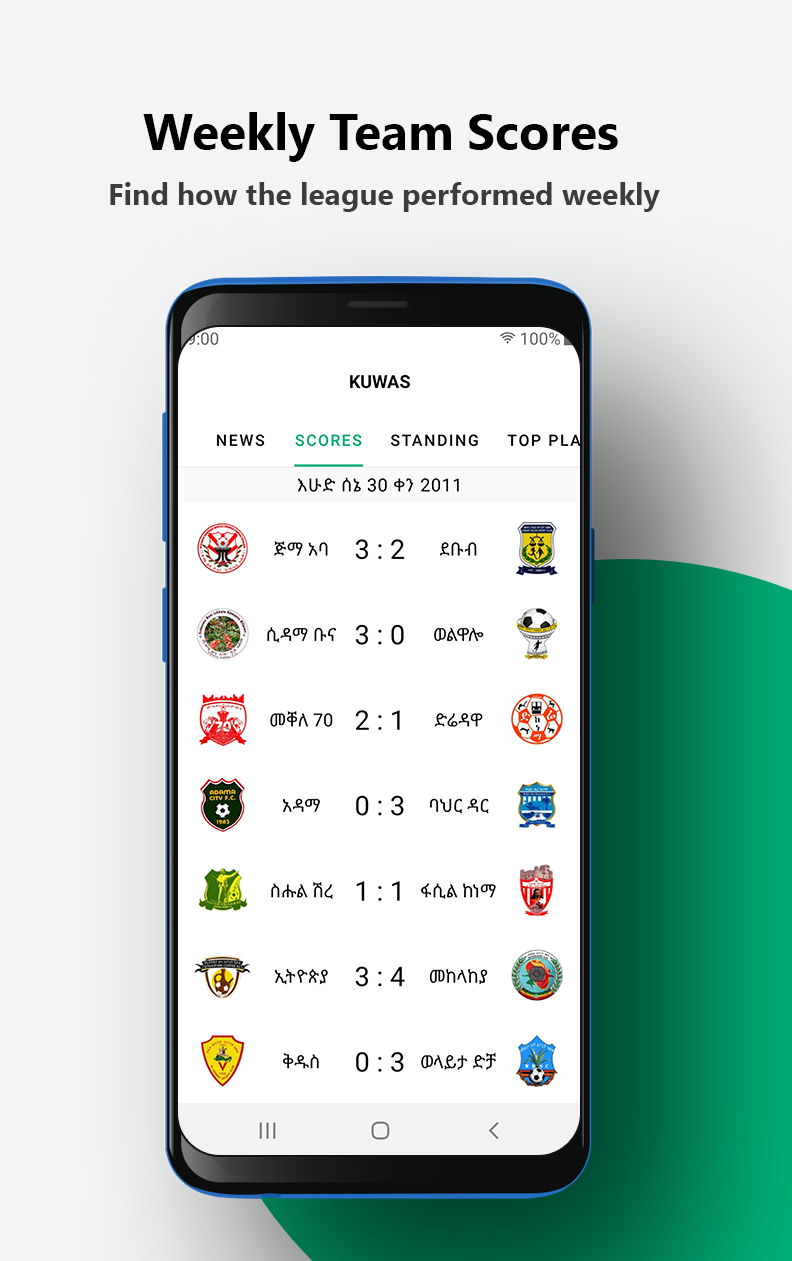 Weekly Team Scores
Find how the league performed weekly
9:00 100%
KUWAS
NEWS SCORES STANDING TOP PLA
እሁድ ሰኔ 30 ቀን 2011
ጅማ አባ 3 : 2 ደቡብ
ሲዳማ ቡና 3 : 0 ወልዋሎ
መቐለ 70 2 : 1 ድሬዳዋ
አዳማ 0 : 3 ባህር ዳር
ADAMA
CITY F.C.
1983
ስሑል ሽረ 1 : 1 ፋሲል ከነማ
ኢትዮጵያ 3 : 4 መከላከያ
ቅዱስ 0 : 3 ወላይታ ድቻ